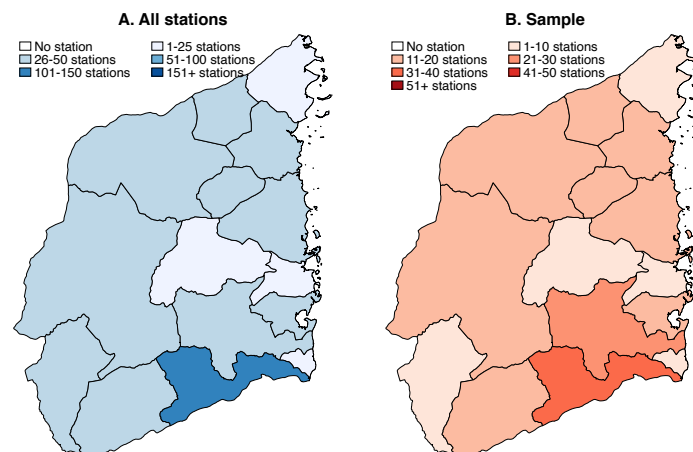 A. All stations
No station
1-25 stations
26-50 stations
51-100 stations
101-150 stations
151+ stations
B. Sample
No station
1-10 stations
11-20 stations
21-30 stations
31-40 stations
41-50 stations
51+ stations